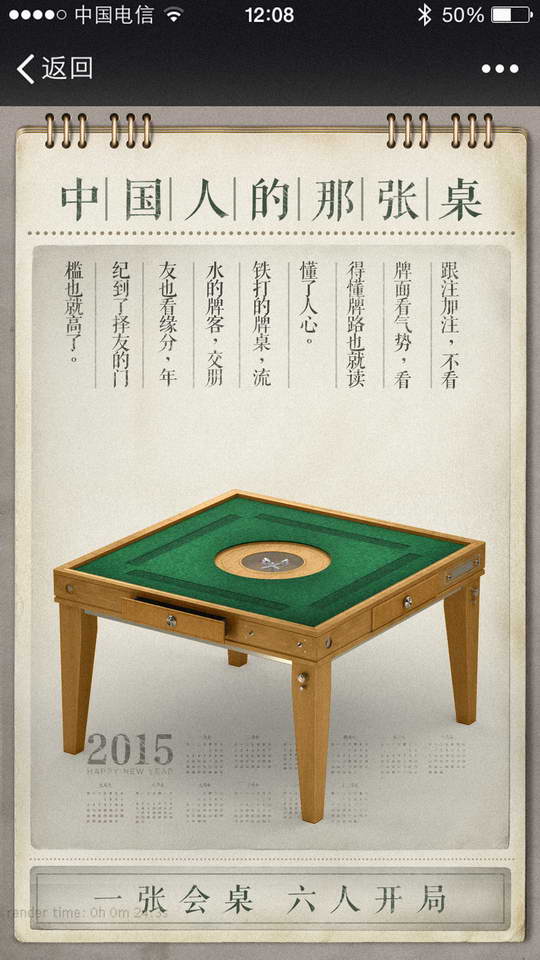 中国电信
12:08
50%
返回
中国人的那张桌
跟注加注，不看
牌面看气势，看
得懂牌路也就读
懂了人心。
铁打的牌桌，流
水的牌客，交朋
友也看缘分，年
纪到了择友的门
槛也就高了。
2015
HAPPY NEW YEAR
一张会桌 六人开局
render time: 0h 0m 24.3s